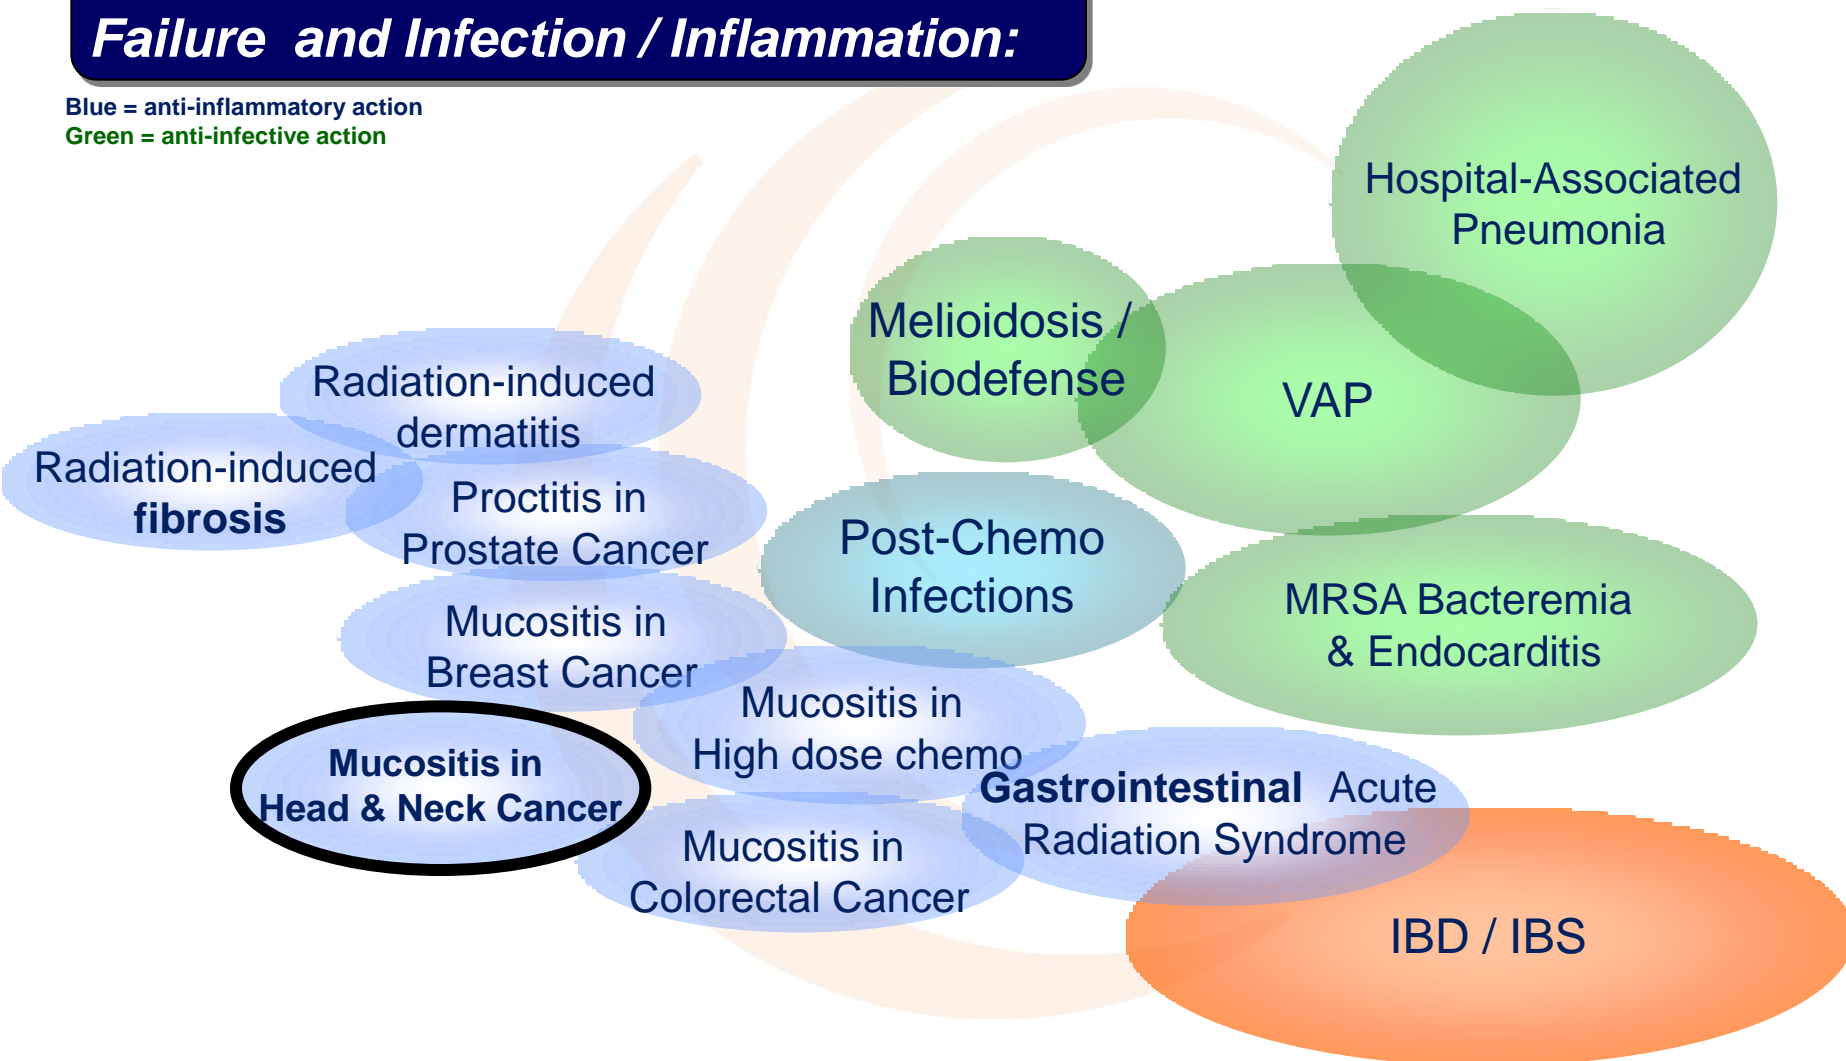 Failure and Infection / Inflammation:
Blue = anti-inflammatory action
Green = anti-infective action
Hospital-Associated
Pneumonia
Melioidosis /
Biodefense
VAP
Radiation-induced
dermatitis
Radiation-induced
fibrosis
Proctitis in
Prostate Cancer
Post-Chemo
Infections
MRSA Bacteremia
& Endocarditis
Mucositis in
Breast Cancer
Mucositis in
High dose chemo
Mucositis in
Head & Neck Cancer
Gastrointestinal Acute
Radiation Syndrome
Mucositis in
Colorectal Cancer
IBD / IBS